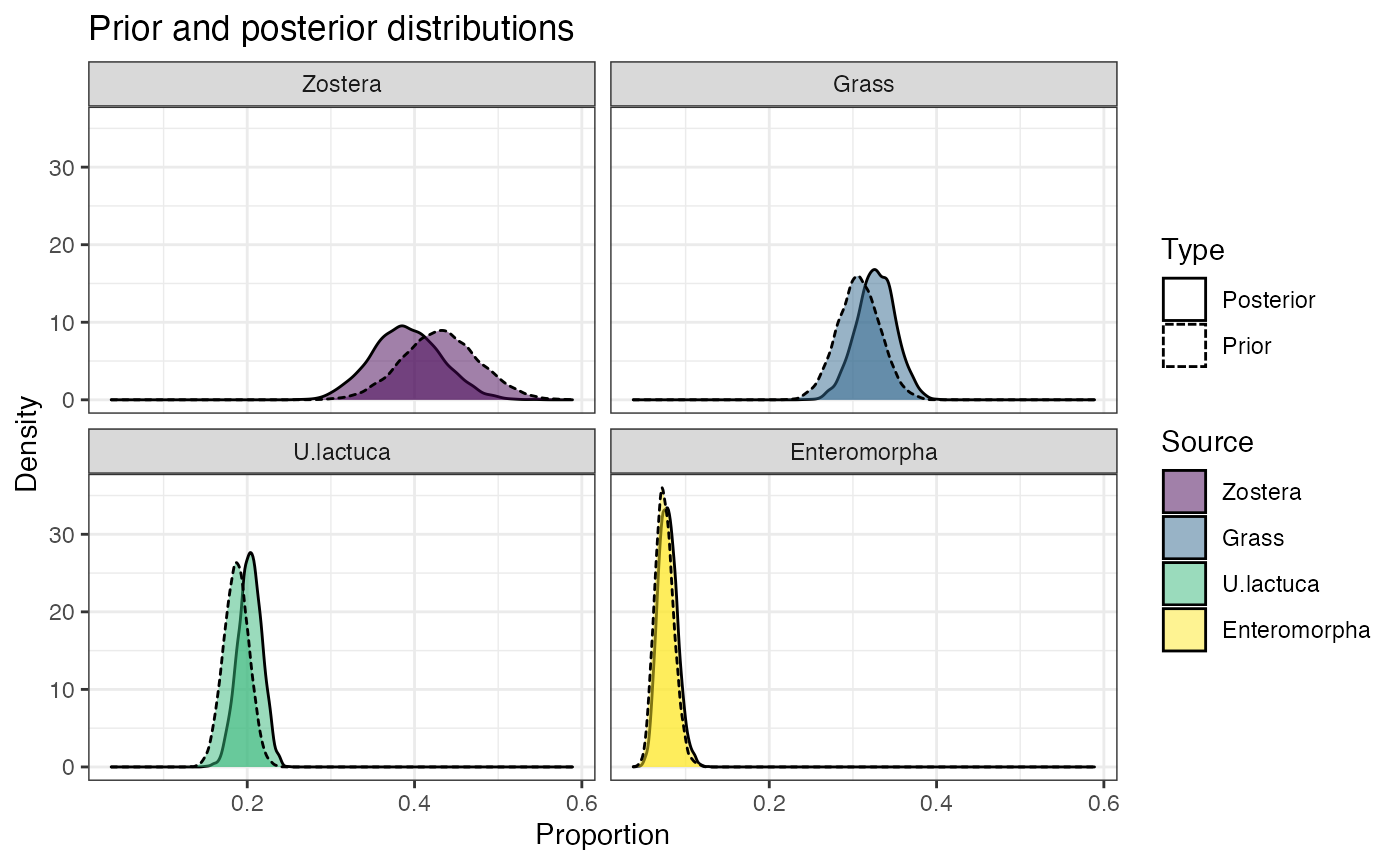 Prior and posterior distributions
Zostera
Grass
30
20
10
0
U.lactuca
Enteromorpha
30
20
10
0
0.2
0.4
0.6
0.2
0.4
0.6
Proportion
Density
Type
Posterior
Prior
Source
Zostera
Grass
U.lactuca
Enteromorpha